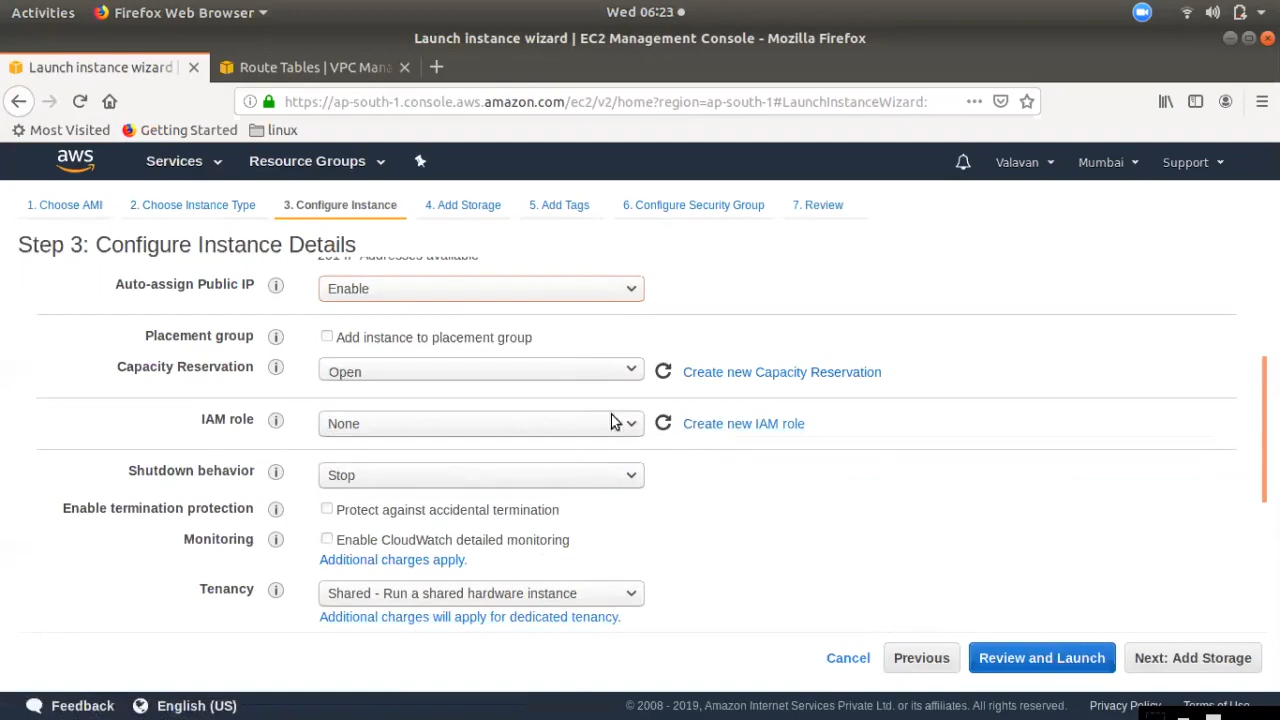 Activities Firefox Web Browser Wed 06:23
Launch instance wizard | EC2 Management Console - Mozilla Firefox
Launch instance wizard Route Tables | VPC Mana
https://ap-south-1.console.aws.amazon.com/ec2/v2/home?region=ap-south-1#LaunchInstanceWizard:
Most Visited Getting Started linux
aws Services Resource Groups Valavan Mumbai Support
1. Choose AMI 2. Choose Instance Type 3. Configure Instance 4. Add Storage 5. Add Tags 6. Configure Security Group 7. Review
Step 3: Configure Instance Details
251 IP Addresses available
Auto-assign Public IP Enable
Placement group Add instance to placement group
Capacity Reservation Open Create new Capacity Reservation
IAM role None Create new IAM role
Shutdown behavior Stop
Enable termination protection Protect against accidental termination
Monitoring Enable CloudWatch detailed monitoring
Additional charges apply.
Tenancy Shared - Run a shared hardware instance
Additional charges will apply for dedicated tenancy.
Cancel Previous Review and Launch Next: Add Storage
Feedback English (US) © 2008 - 2019, Amazon Internet Services Private Ltd. or its affiliates. All rights reserved. Privacy Policy Terms of Use